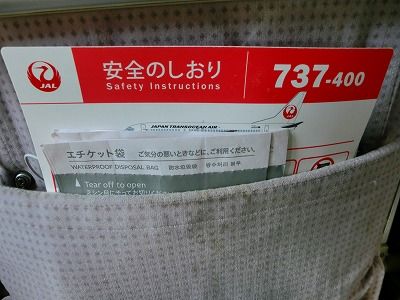 JAL
安全のしおり
Safety Instructions
737-400
JAPAN TRANSOCEAN AIR
エチケット袋 ご気分の悪いときなどに、ご利用ください。
WATERPROOF DISPOSAL BAG
▲ Tear off to open